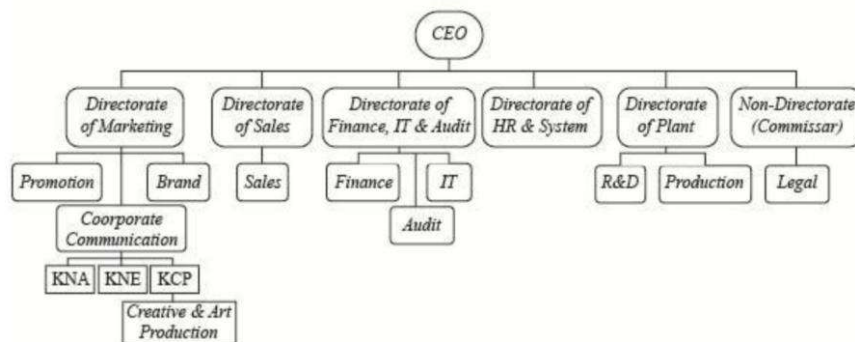 CEO
Directorate
of Marketing
Directorate
of Sales
Directorate of
Finance, IT & Audit
Directorate of
HR & System
Directorate
of Plant
Non-Directorate
(Commissar)
Promotion
Brand
Sales
Finance
IT
R&D
Production
Legal
Coorporate
Communication
Audit
KNA
KNE
KCP
Creative & Art
Production